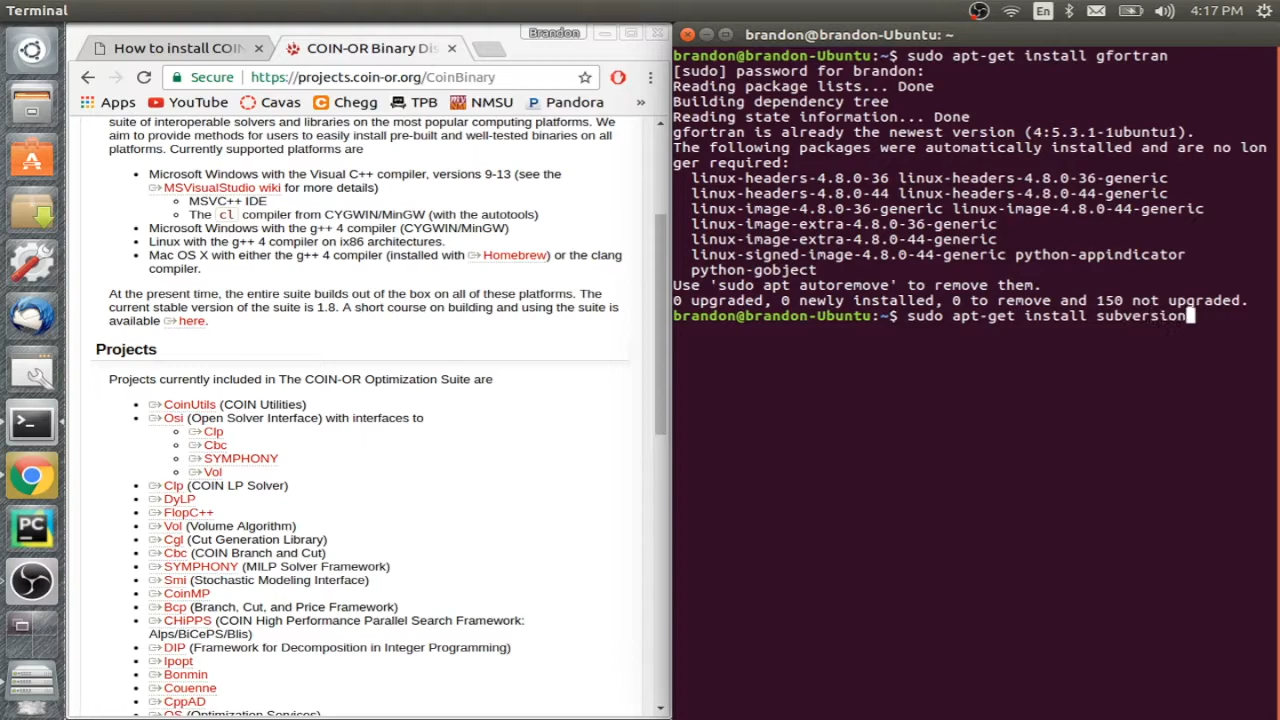 Terminal
En
4:17 PM
Brandon
How to install COIN
COIN-OR Binary Dis
Secure
https://projects.coin-or.org/CoinBinary
Apps
YouTube
Cavas
Chegg
TPB
NMSU
Pandora
»
suite of interoperable solvers and libraries on the most popular computing platforms. We
aim to provide methods for users to easily install pre-built and well-tested binaries on all
platforms. Currently supported platforms are
Microsoft Windows with the Visual C++ compiler, versions 9-13 (see the
MSVisualStudio wiki for more details)
MSVC++ IDE
The cl compiler from CYGWIN/MinGW (with the autotools)
Microsoft Windows with the g++ 4 compiler (CYGWIN/MinGW)
Linux with the g++ 4 compiler on ix86 architectures.
Mac OS X with either the g++ 4 compiler (installed with Homebrew) or the clang
compiler.
At the present time, the entire suite builds out of the box on all of these platforms. The
current stable version of the suite is 1.8. A short course on building and using the suite is
available here.
Projects
Projects currently included in The COIN-OR Optimization Suite are
CoinUtils (COIN Utilities)
Osi (Open Solver Interface) with interfaces to
Clp
Cbc
SYMPHONY
Vol
Clp (COIN LP Solver)
DyLP
FlopC++
Vol (Volume Algorithm)
Cgl (Cut Generation Library)
Cbc (COIN Branch and Cut)
SYMPHONY (MILP Solver Framework)
Smi (Stochastic Modeling Interface)
CoinMP
Bcp (Branch, Cut, and Price Framework)
CHiPPS (COIN High Performance Parallel Search Framework:
Alps/BiCePS/Blis)
DIP (Framework for Decomposition in Integer Programming)
Ipopt
Bonmin
Couenne
CppAD
OS (Optimization Services)
brandon@brandon-Ubuntu: ~
brandon@brandon-Ubuntu:~$ sudo apt-get install gfortran
[sudo] password for brandon:
Reading package lists... Done
Building dependency tree
Reading state information... Done
gfortran is already the newest version (4:5.3.1-1ubuntu1).
The following packages were automatically installed and are no lon
ger required:
linux-headers-4.8.0-36 linux-headers-4.8.0-36-generic
linux-headers-4.8.0-44 linux-headers-4.8.0-44-generic
linux-image-4.8.0-36-generic linux-image-4.8.0-44-generic
linux-image-extra-4.8.0-36-generic
linux-image-extra-4.8.0-44-generic
linux-signed-image-4.8.0-44-generic python-appindicator
python-gobject
Use 'sudo apt autoremove' to remove them.
0 upgraded, 0 newly installed, 0 to remove and 150 not upgraded.
brandon@brandon-Ubuntu:~$ sudo apt-get install subversion
PC